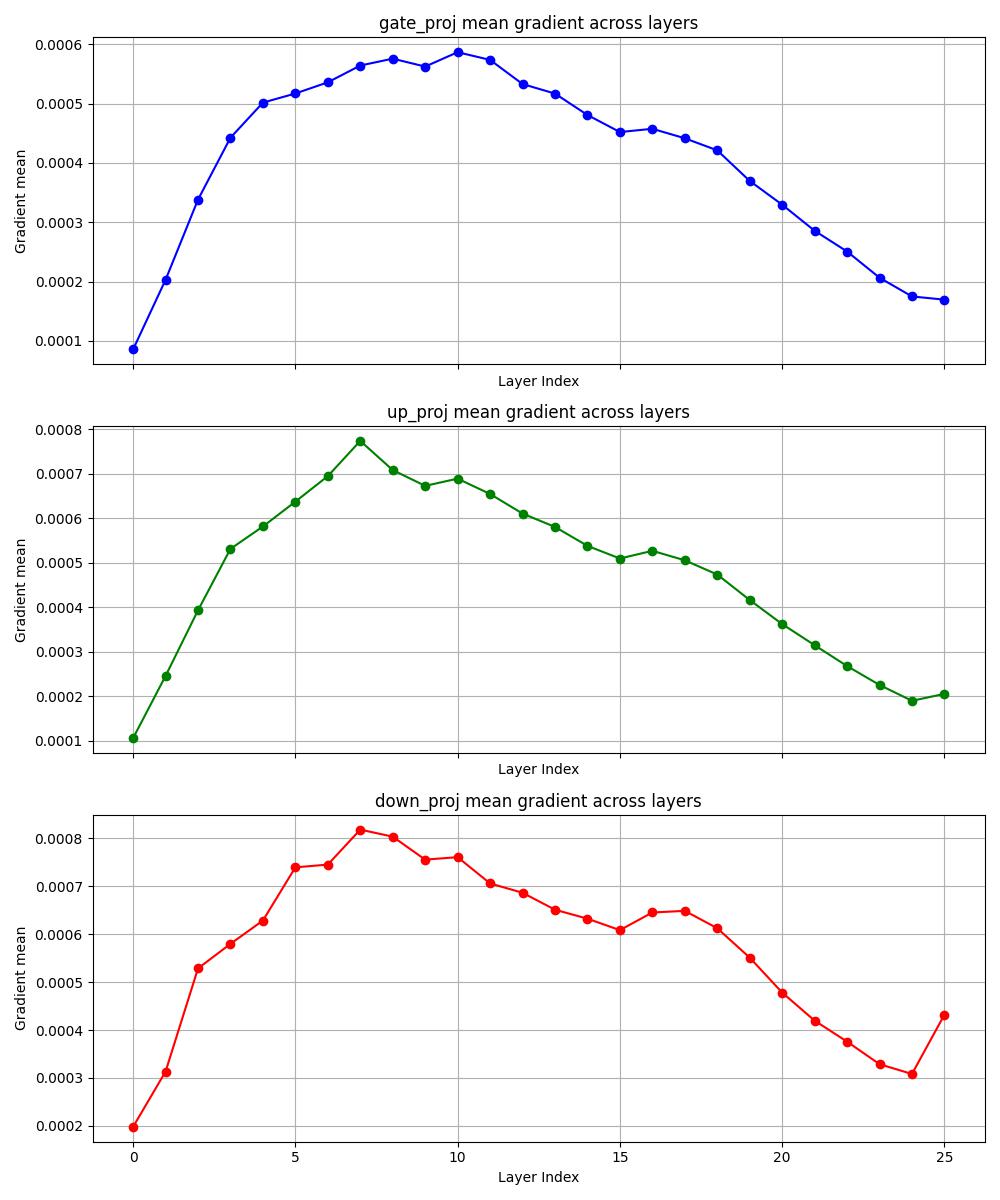 gate_proj mean gradient across layers
0.0006
0.0005
0.0004
0.0003
0.0002
0.0001
Gradient mean
Layer Index
up_proj mean gradient across layers
0.0008
0.0007
0.0006
0.0005
0.0004
0.0003
0.0002
0.0001
Gradient mean
Layer Index
down_proj mean gradient across layers
0.0008
0.0007
0.0006
0.0005
0.0004
0.0003
0.0002
Gradient mean
0 5 10 15 20 25
Layer Index